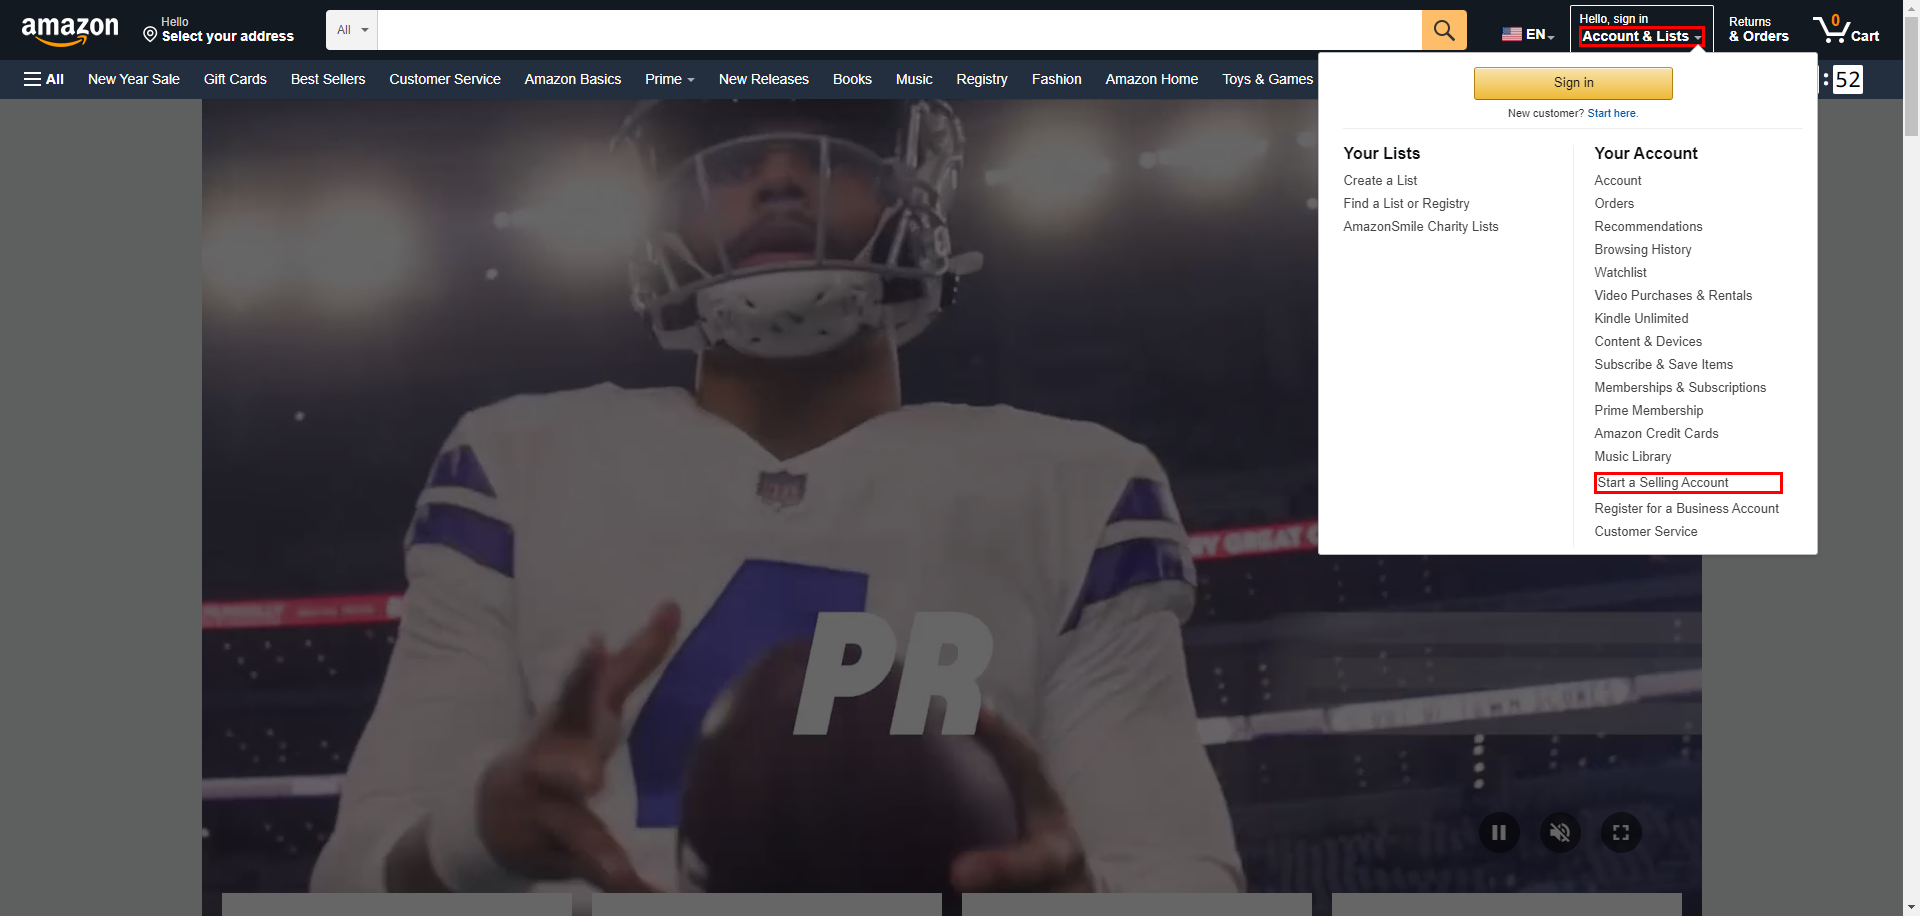 amazon
Hello
Select your address
All
EN
Hello, sign in
Account & Lists
Returns
& Orders
0
Cart
All
New Year Sale
Gift Cards
Best Sellers
Customer Service
Amazon Basics
Prime
New Releases
Books
Music
Registry
Fashion
Amazon Home
Toys & Games
: 52
Sign in
New customer? Start here.
Your Lists
Create a List
Find a List or Registry
AmazonSmile Charity Lists
Your Account
Account
Orders
Recommendations
Browsing History
Watchlist
Video Purchases & Rentals
Kindle Unlimited
Content & Devices
Subscribe & Save Items
Memberships & Subscriptions
Prime Membership
Amazon Credit Cards
Music Library
Start a Selling Account
Register for a Business Account
Customer Service
GREAT
PR